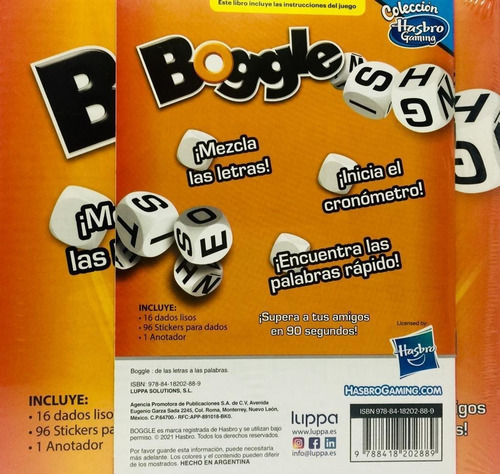 Este libro incluye las instrucciones del juego
Colección
Hasbro
Gaming
Boggle
¡Mezcla
las letras!
¡Inicia el
cronómetro!
¡Encuentra las
palabras rápido!
INCLUYE:
• 16 dados lisos
• 96 Stickers para dados
• 1 Anotador
¡Supera a tus amigos
en 90 segundos!
Licensed by:
Hasbro
HASBROGAMING.COM
Boggle : de las letras a las palabras.
ISBN: 978-84-18202-88-9
LUPPA SOLUTIONS, S.L.
Agencia Promotora de Publicaciones S.A. de C.V. Avenida
Eugenio Garza Sada 2245, Col. Roma, Monterrey, Nuevo León,
México. C.P.64700. - RFC:APP-891018-BK0.
BOGGLE es marca registrada de Hasbro y se utilizan bajo
permiso. © 2021 Hasbro. Todos los derechos reservados.
Por favor guarde esta información, puede necesitarla
más adelante. Los colores y el contenido pueden diferir
de los mostrados. HECHO EN ARGENTINA
luppa
www.luppa.es
luppa.es
ISBN 978-84-18202-88-9
9 788418 202889
B
¡M
las
INCLUYE:
• 16 dados liso
• 96 Stickers pa
• 1 Anotador
igos
s!